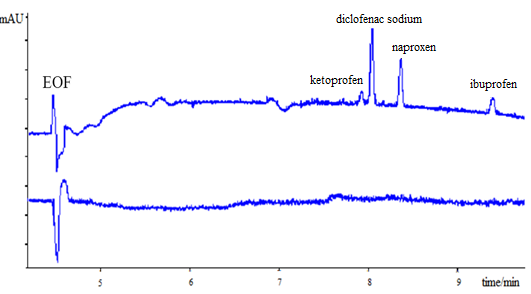 mAU
diclofenac sodium
naproxen
EOF
ketoprofen
ibuprofen
5 6 7 8 9 time/min